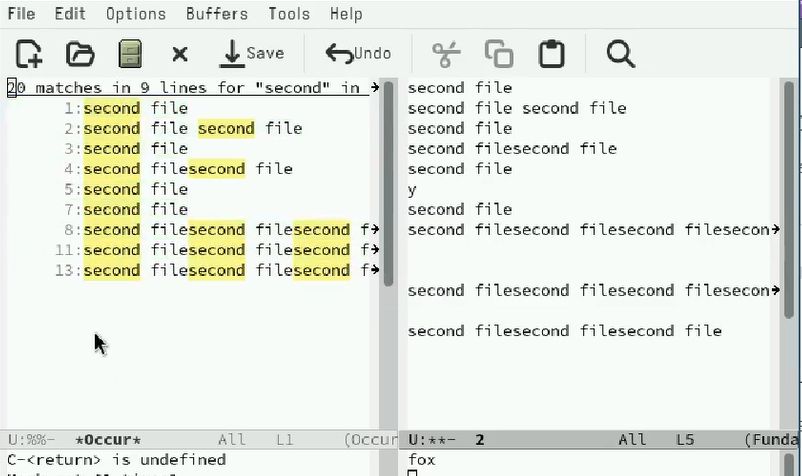 File Edit Options Buffers Tools Help
Save Undo
20 matches in 9 lines for "second" in
1:second file
2:second file second file
3:second file
4:second filesecond file
5:second file
7:second file
8:second filesecond filesecond f
11:second filesecond filesecond f
13:second filesecond filesecond f
U:%%- *Occur* All L1 (Occur
C-<return> is undefined
second file
second file second file
second file
second filesecond file
second file
y
second file
second filesecond filesecond filesecon
second filesecond filesecond filesecon
second filesecond filesecond file
U:**- 2 All L5 (Funda
fox